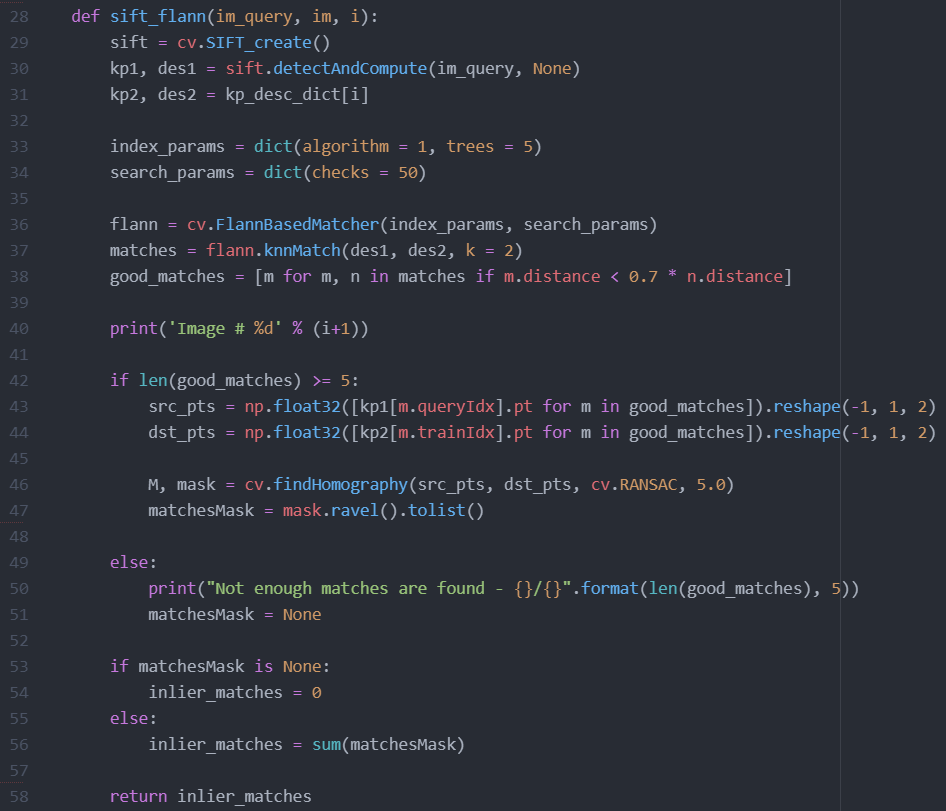 28 def sift_flann(im_query, im, i):
29     sift = cv.SIFT_create()
30     kp1, des1 = sift.detectAndCompute(im_query, None)
31     kp2, des2 = kp_desc_dict[i]
32
33     index_params = dict(algorithm = 1, trees = 5)
34     search_params = dict(checks = 50)
35
36     flann = cv.FlannBasedMatcher(index_params, search_params)
37     matches = flann.knnMatch(des1, des2, k = 2)
38     good_matches = [m for m, n in matches if m.distance < 0.7 * n.distance]
39
40     print('Image # %d' % (i+1))
41
42     if len(good_matches) >= 5:
43         src_pts = np.float32([kp1[m.queryIdx].pt for m in good_matches]).reshape(-1, 1, 2)
44         dst_pts = np.float32([kp2[m.trainIdx].pt for m in good_matches]).reshape(-1, 1, 2)
45
46         M, mask = cv.findHomography(src_pts, dst_pts, cv.RANSAC, 5.0)
47         matchesMask = mask.ravel().tolist()
48
49     else:
50         print("Not enough matches are found - {}/{}".format(len(good_matches), 5))
51         matchesMask = None
52
53     if matchesMask is None:
54         inlier_matches = 0
55     else:
56         inlier_matches = sum(matchesMask)
57
58     return inlier_matches